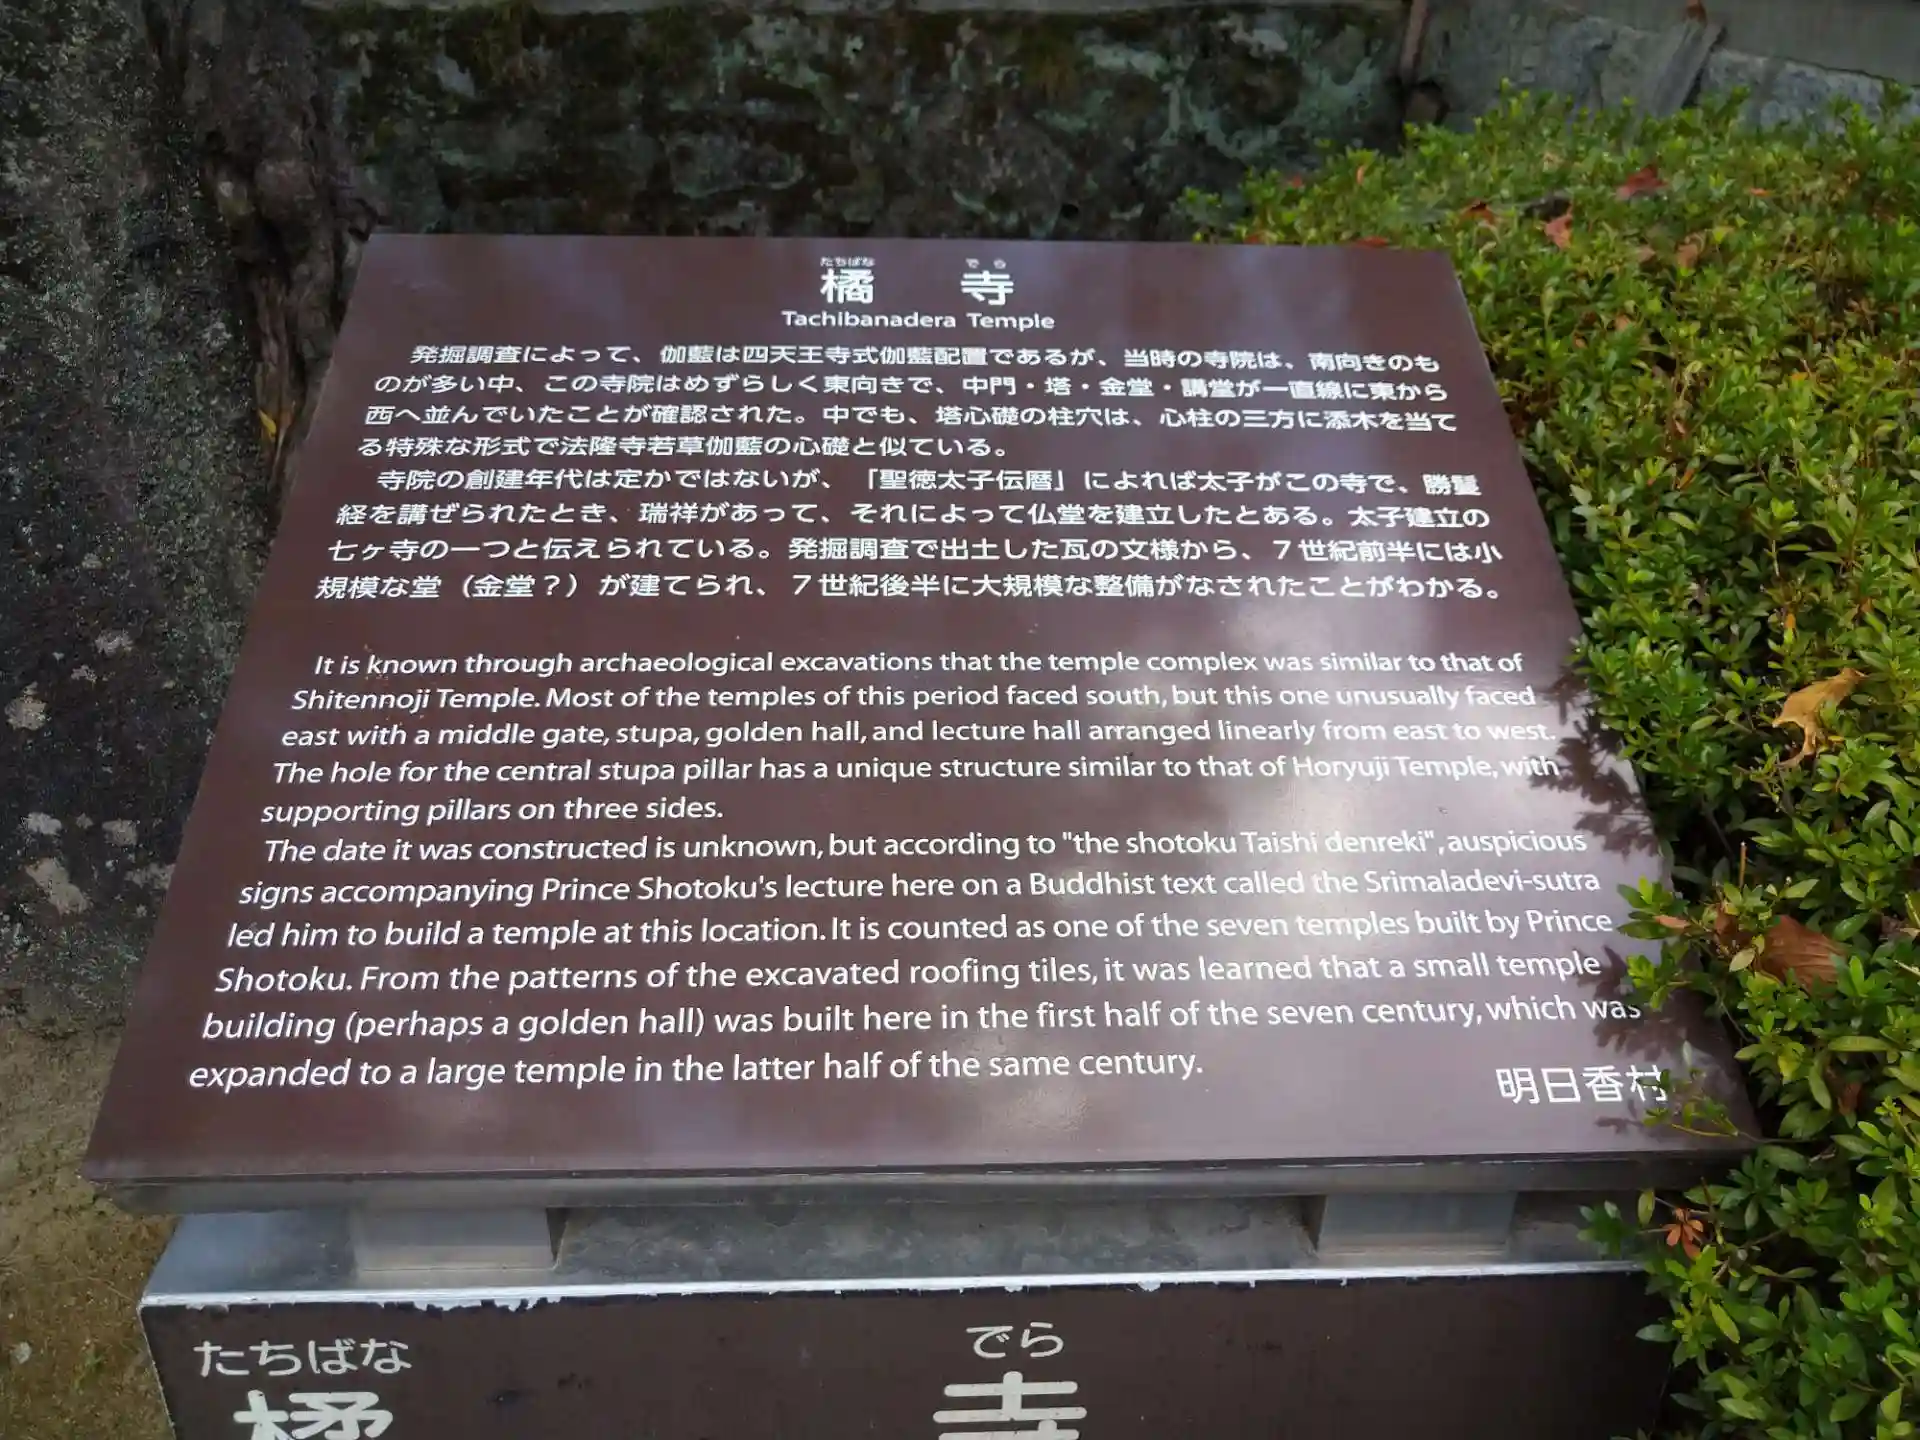 たちばな でら
橘 寺
Tachibanadera Temple
発掘調査によって、伽藍は四天王寺式伽藍配置であるが、当時の寺院は、南向きのも
のが多い中、この寺院はめずらしく東向きで、中門・塔・金堂・講堂が一直線に東から
西へ並んでいたことが確認された。中でも、塔心礎の柱穴は、心柱の三方に添木を当て
る特殊な形式で法隆寺若草伽藍の心礎と似ている。
寺院の創建年代は定かではないが、「聖徳太子伝暦」によれば太子がこの寺で、勝鬘
経を講ぜられたとき、瑞祥があって、それによって仏堂を建立したとある。太子建立の
七ヶ寺の一つと伝えられている。発掘調査で出土した瓦の文様から、7世紀前半には小
規模な堂（金堂？）が建てられ、7世紀後半に大規模な整備がなされたことがわかる。
It is known through archaeological excavations that the temple complex was similar to that of
Shitennoji Temple. Most of the temples of this period faced south, but this one unusually faced
east with a middle gate, stupa, golden hall, and lecture hall arranged linearly from east to west.
The hole for the central stupa pillar has a unique structure similar to that of Horyuji Temple, with
supporting pillars on three sides.
The date it was constructed is unknown, but according to "the shotoku Taishi denreki", auspicious
signs accompanying Prince Shotoku's lecture here on a Buddhist text called the Srimaladevi-sutra
led him to build a temple at this location. It is counted as one of the seven temples built by Prince
Shotoku. From the patterns of the excavated roofing tiles, it was learned that a small temple
building (perhaps a golden hall) was built here in the first half of the seven century, which was
expanded to a large temple in the latter half of the same century.
明日香村
たちばな でら
橘 寺